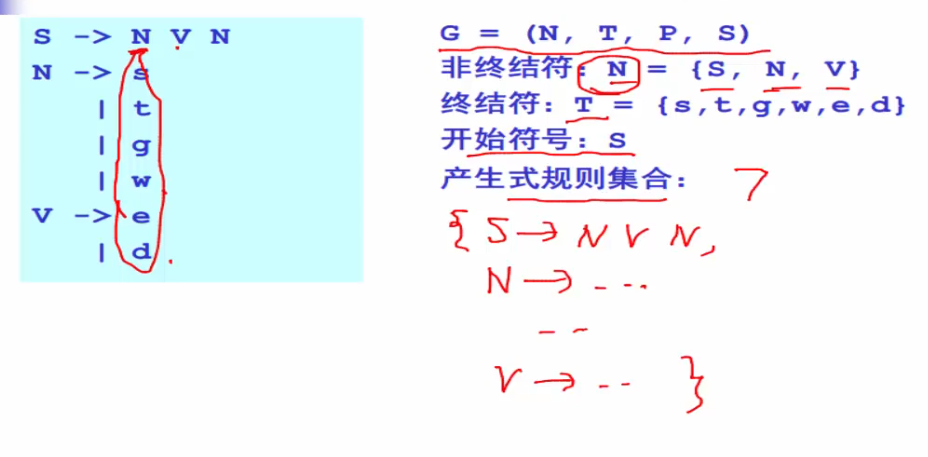 S -> N V N
N -> s
| t
| g
| w
V -> e
| d
G = (N, T, P, S)
非终结符: N = {S, N, V}
终结符: T = {s,t,g,w,e,d}
开始符号: S
产生式规则集合: 7
{ S → N V N,
N → - - -
- -
V → - - }